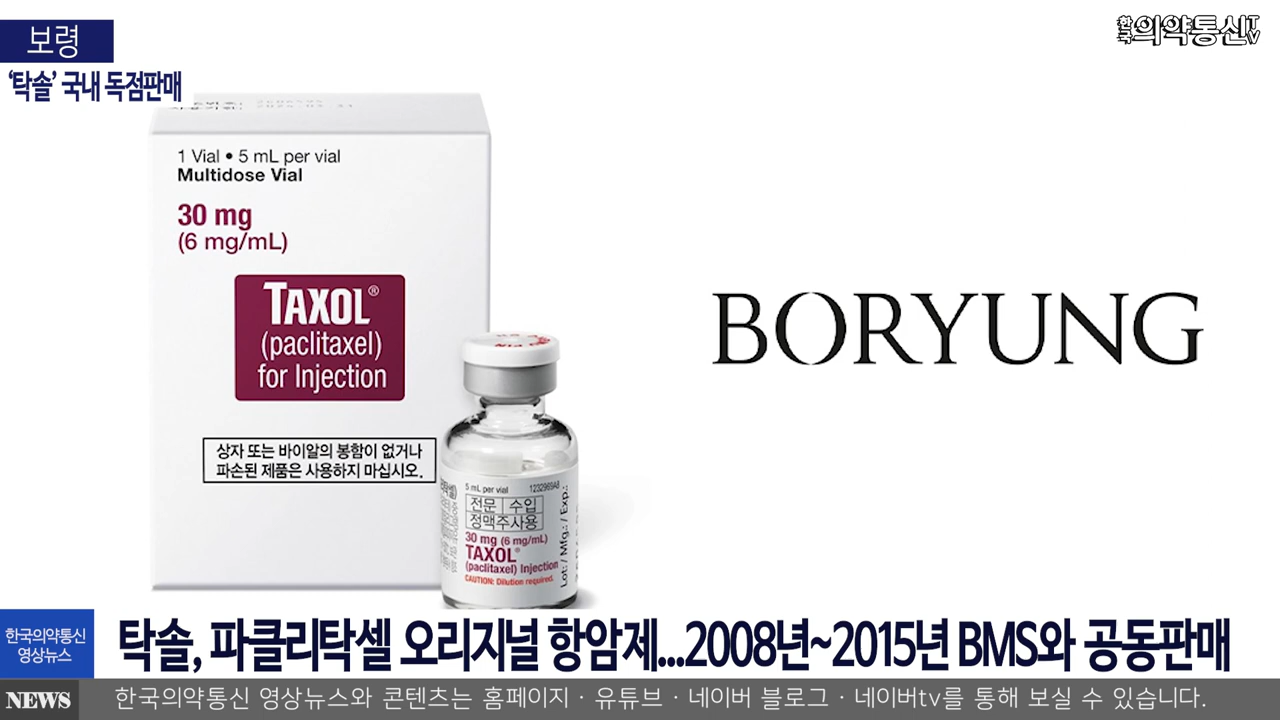 보령
‘탁솔’ 국내 독점판매
한국 의약통신 TV
1 Vial • 5 mL per vial
Multidose Vial
30 mg
(6 mg/mL)
TAXOL®
(paclitaxel)
for Injection
상자 또는 바이알의 봉함이 없거나
파손된 제품은 사용하지 마십시오.
5 mL per vial 1232969A8
전문 수입
정맥주사용
30 mg (6 mg/mL)
TAXOL®
(paclitaxel) Injection
CAUTION: Dilution required.
Lot: / Mfg.: / Exp.:
BORYUNG
한국의약통신
영상뉴스
탁솔, 파클리탁셀 오리지널 항암제...2008년~2015년 BMS와 공동판매
NEWS 한국의약통신 영상뉴스와 콘텐츠는 홈페이지 · 유튜브 · 네이버 블로그 · 네이버tv를 통해 보실 수 있습니다.